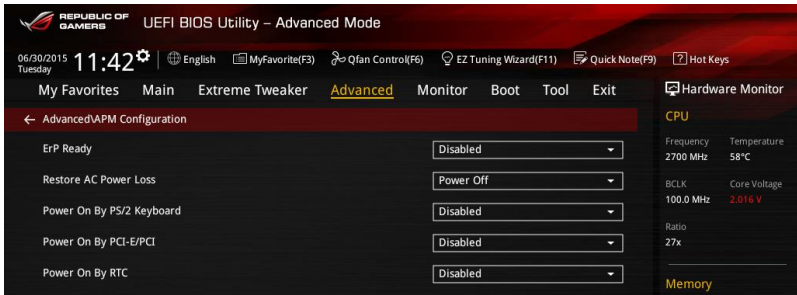 REPUBLIC OF
GAMERS
UEFI BIOS Utility – Advanced Mode
06/30/2015
Tuesday
11:42
English
MyFavorite(F3)
Qfan Control(F6)
EZ Tuning Wizard(F11)
Quick Note(F9)
? Hot Keys
My Favorites Main Extreme Tweaker Advanced Monitor Boot Tool Exit
Hardware Monitor
← Advanced\APM Configuration
ErP Ready Disabled
Restore AC Power Loss Power Off
Power On By PS/2 Keyboard Disabled
Power On By PCI-E/PCI Disabled
Power On By RTC Disabled
CPU
Frequency Temperature
2700 MHz 58°C
BCLK Core Voltage
100.0 MHz 2.016 V
Ratio
27x
Memory